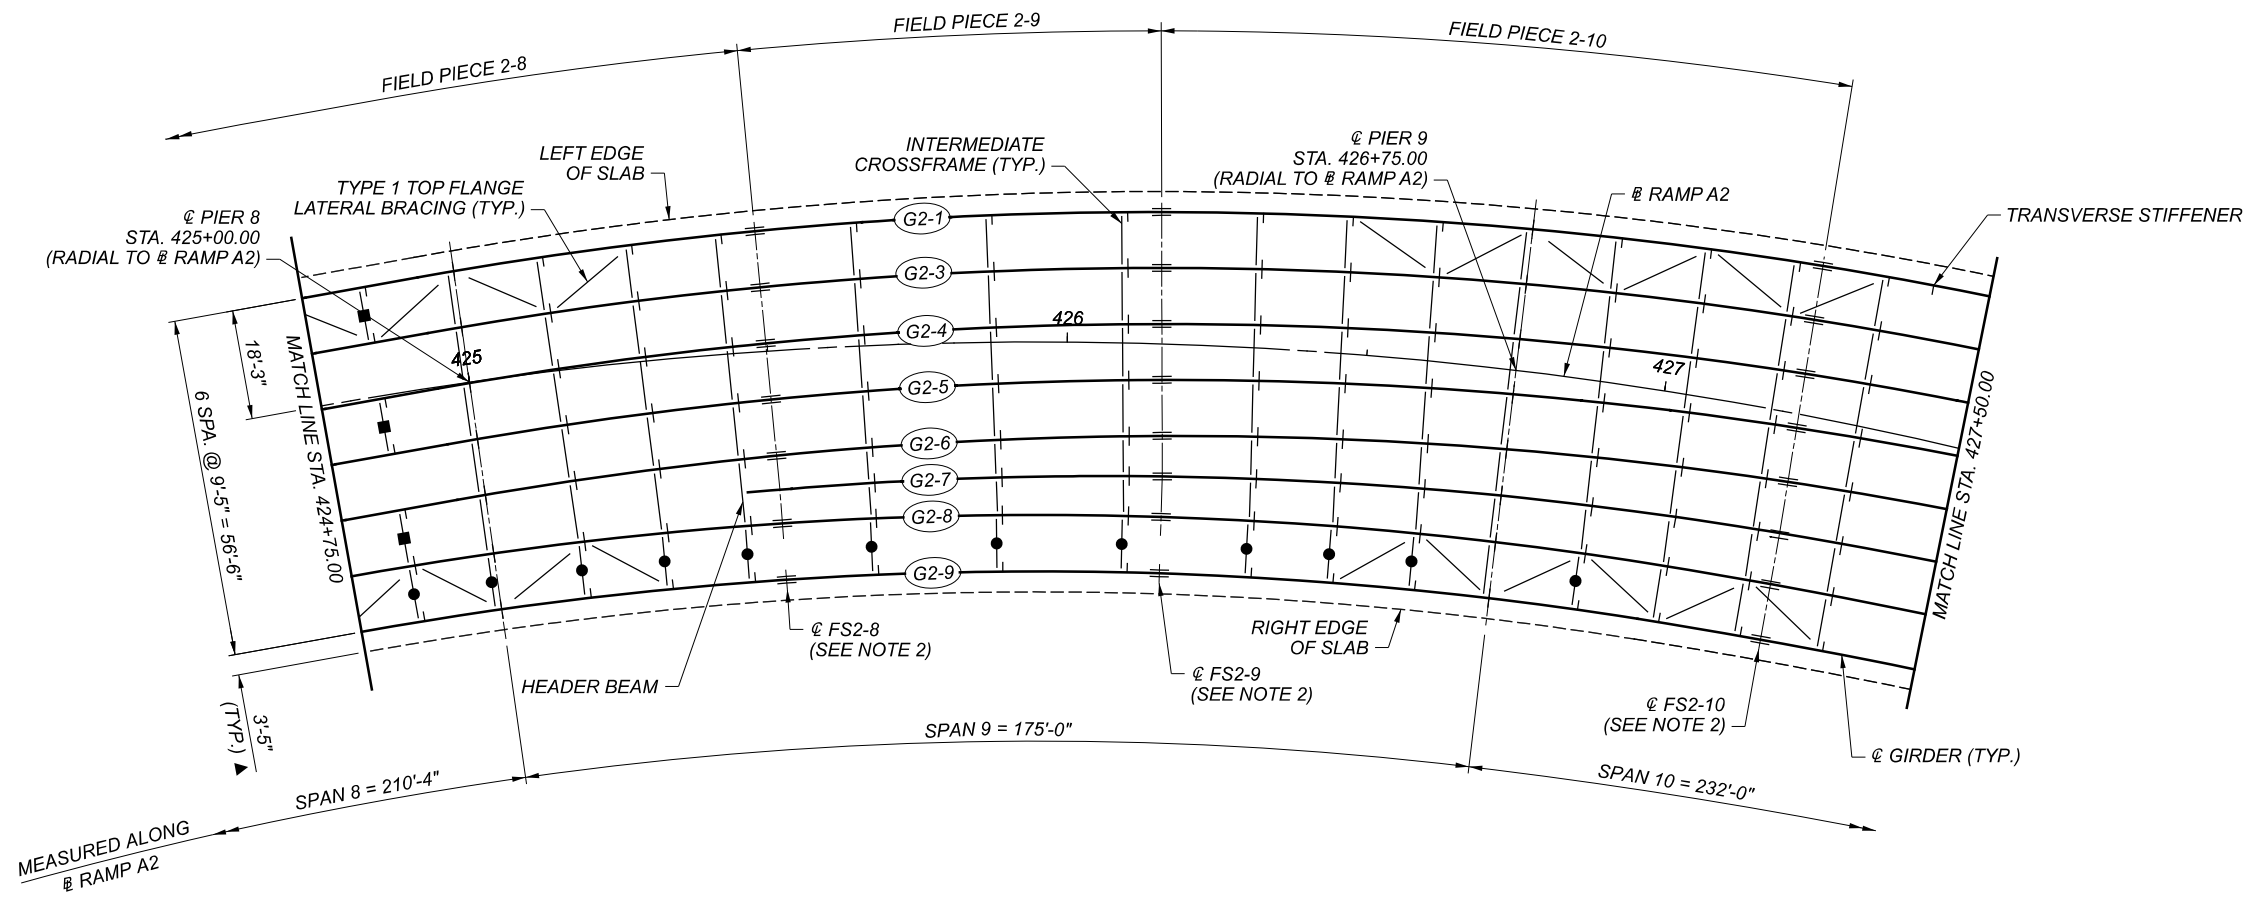 FIELD PIECE 2-8
FIELD PIECE 2-9
FIELD PIECE 2-10
LEFT EDGE
OF SLAB
INTERMEDIATE
CROSSFRAME (TYP.)
℄ PIER 9
STA. 426+75.00
(RADIAL TO ⅊ RAMP A2)
⅊ RAMP A2
TRANSVERSE STIFFENER
TYPE 1 TOP FLANGE
LATERAL BRACING (TYP.)
℄ PIER 8
STA. 425+00.00
(RADIAL TO ⅊ RAMP A2)
G2-1
G2-3
G2-4
G2-5
G2-6
G2-7
G2-8
G2-9
425
426
427
18'-3"
6 SPA. @ 9'-5" = 56'-6"
MATCH LINE STA. 424+75.00
MATCH LINE STA. 427+50.00
3'-5"
(TYP.)
HEADER BEAM
℄ FS2-8
(SEE NOTE 2)
℄ FS2-9
(SEE NOTE 2)
RIGHT EDGE
OF SLAB
℄ FS2-10
(SEE NOTE 2)
℄ GIRDER (TYP.)
SPAN 8 = 210'-4"
SPAN 9 = 175'-0"
SPAN 10 = 232'-0"
MEASURED ALONG
⅊ RAMP A2